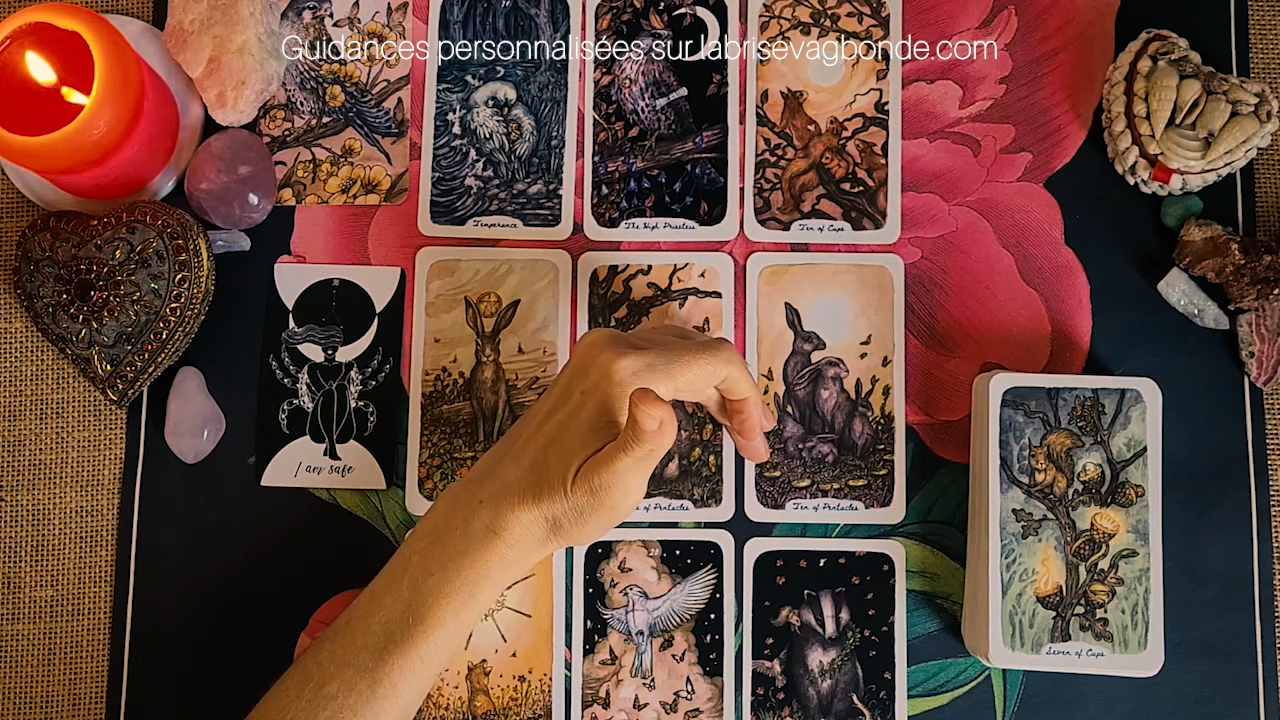 Guidances personnalisées sur labrisevagbonde.com
Temperance
The High Priestess
Ten of Cups
I am safe
of Pentacles
Ten of Pentacles
Seven of Cups